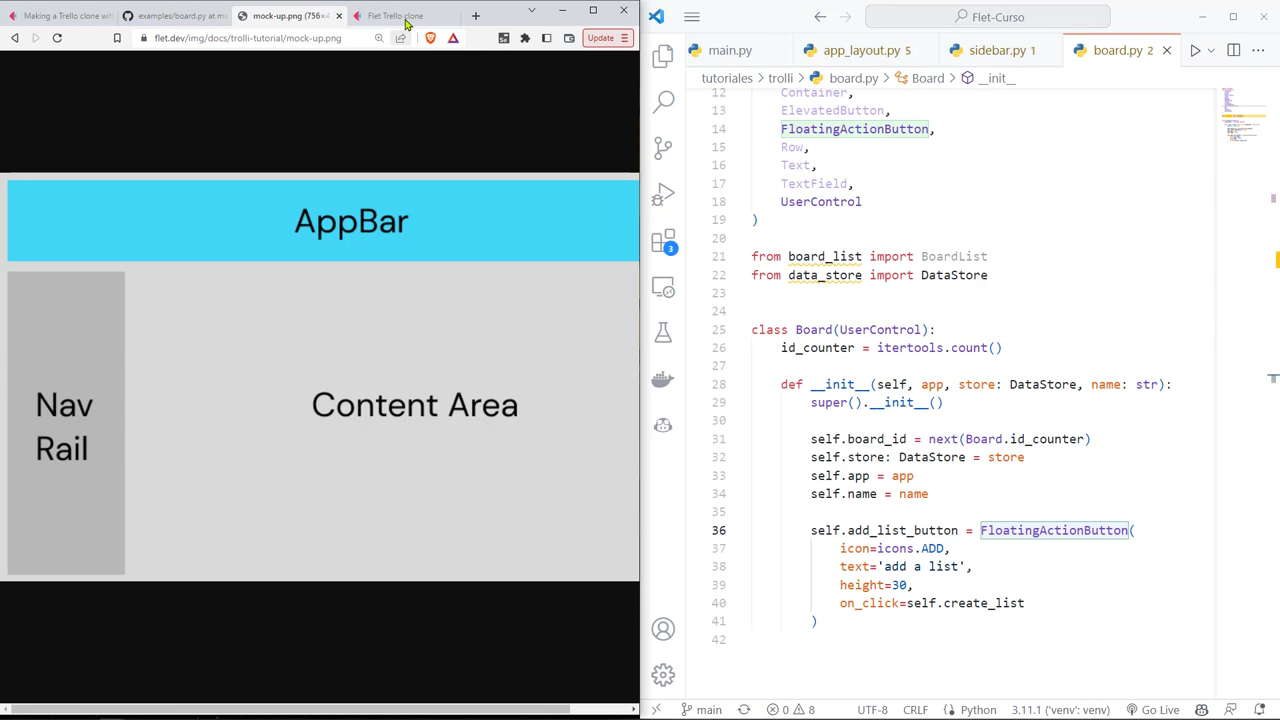 Making a Trello clone with
examples/board.py at m
mock-up.png (756×4
Flet Trello clone
flet.dev/img/docs/trolli-tutorial/mock-up.png
Update
AppBar
Nav
Rail
Content Area
Flet-Curso
main.py
app_layout.py 5
sidebar.py 1
board.py 2
tutoriales
trolli
board.py
Board
__init__
12 Container,
13 ElevatedButton,
14 FloatingActionButton,
15 Row,
16 Text,
17 TextField,
18 UserControl
19 )
20
21 from board_list import BoardList
22 from data_store import DataStore
23
24
25 class Board(UserControl):
26 id_counter = itertools.count()
27
28 def __init__(self, app, store: DataStore, name: str):
29 super().__init__()
30
31 self.board_id = next(Board.id_counter)
32 self.store: DataStore = store
33 self.app = app
34 self.name = name
35
36 self.add_list_button = FloatingActionButton(
37 icon=icons.ADD,
38 text='add a list',
39 height=30,
40 on_click=self.create_list
41 )
42
3
main
0
8
UTF-8
CRLF
Python
3.11.1 ('venv': venv)
Go Live